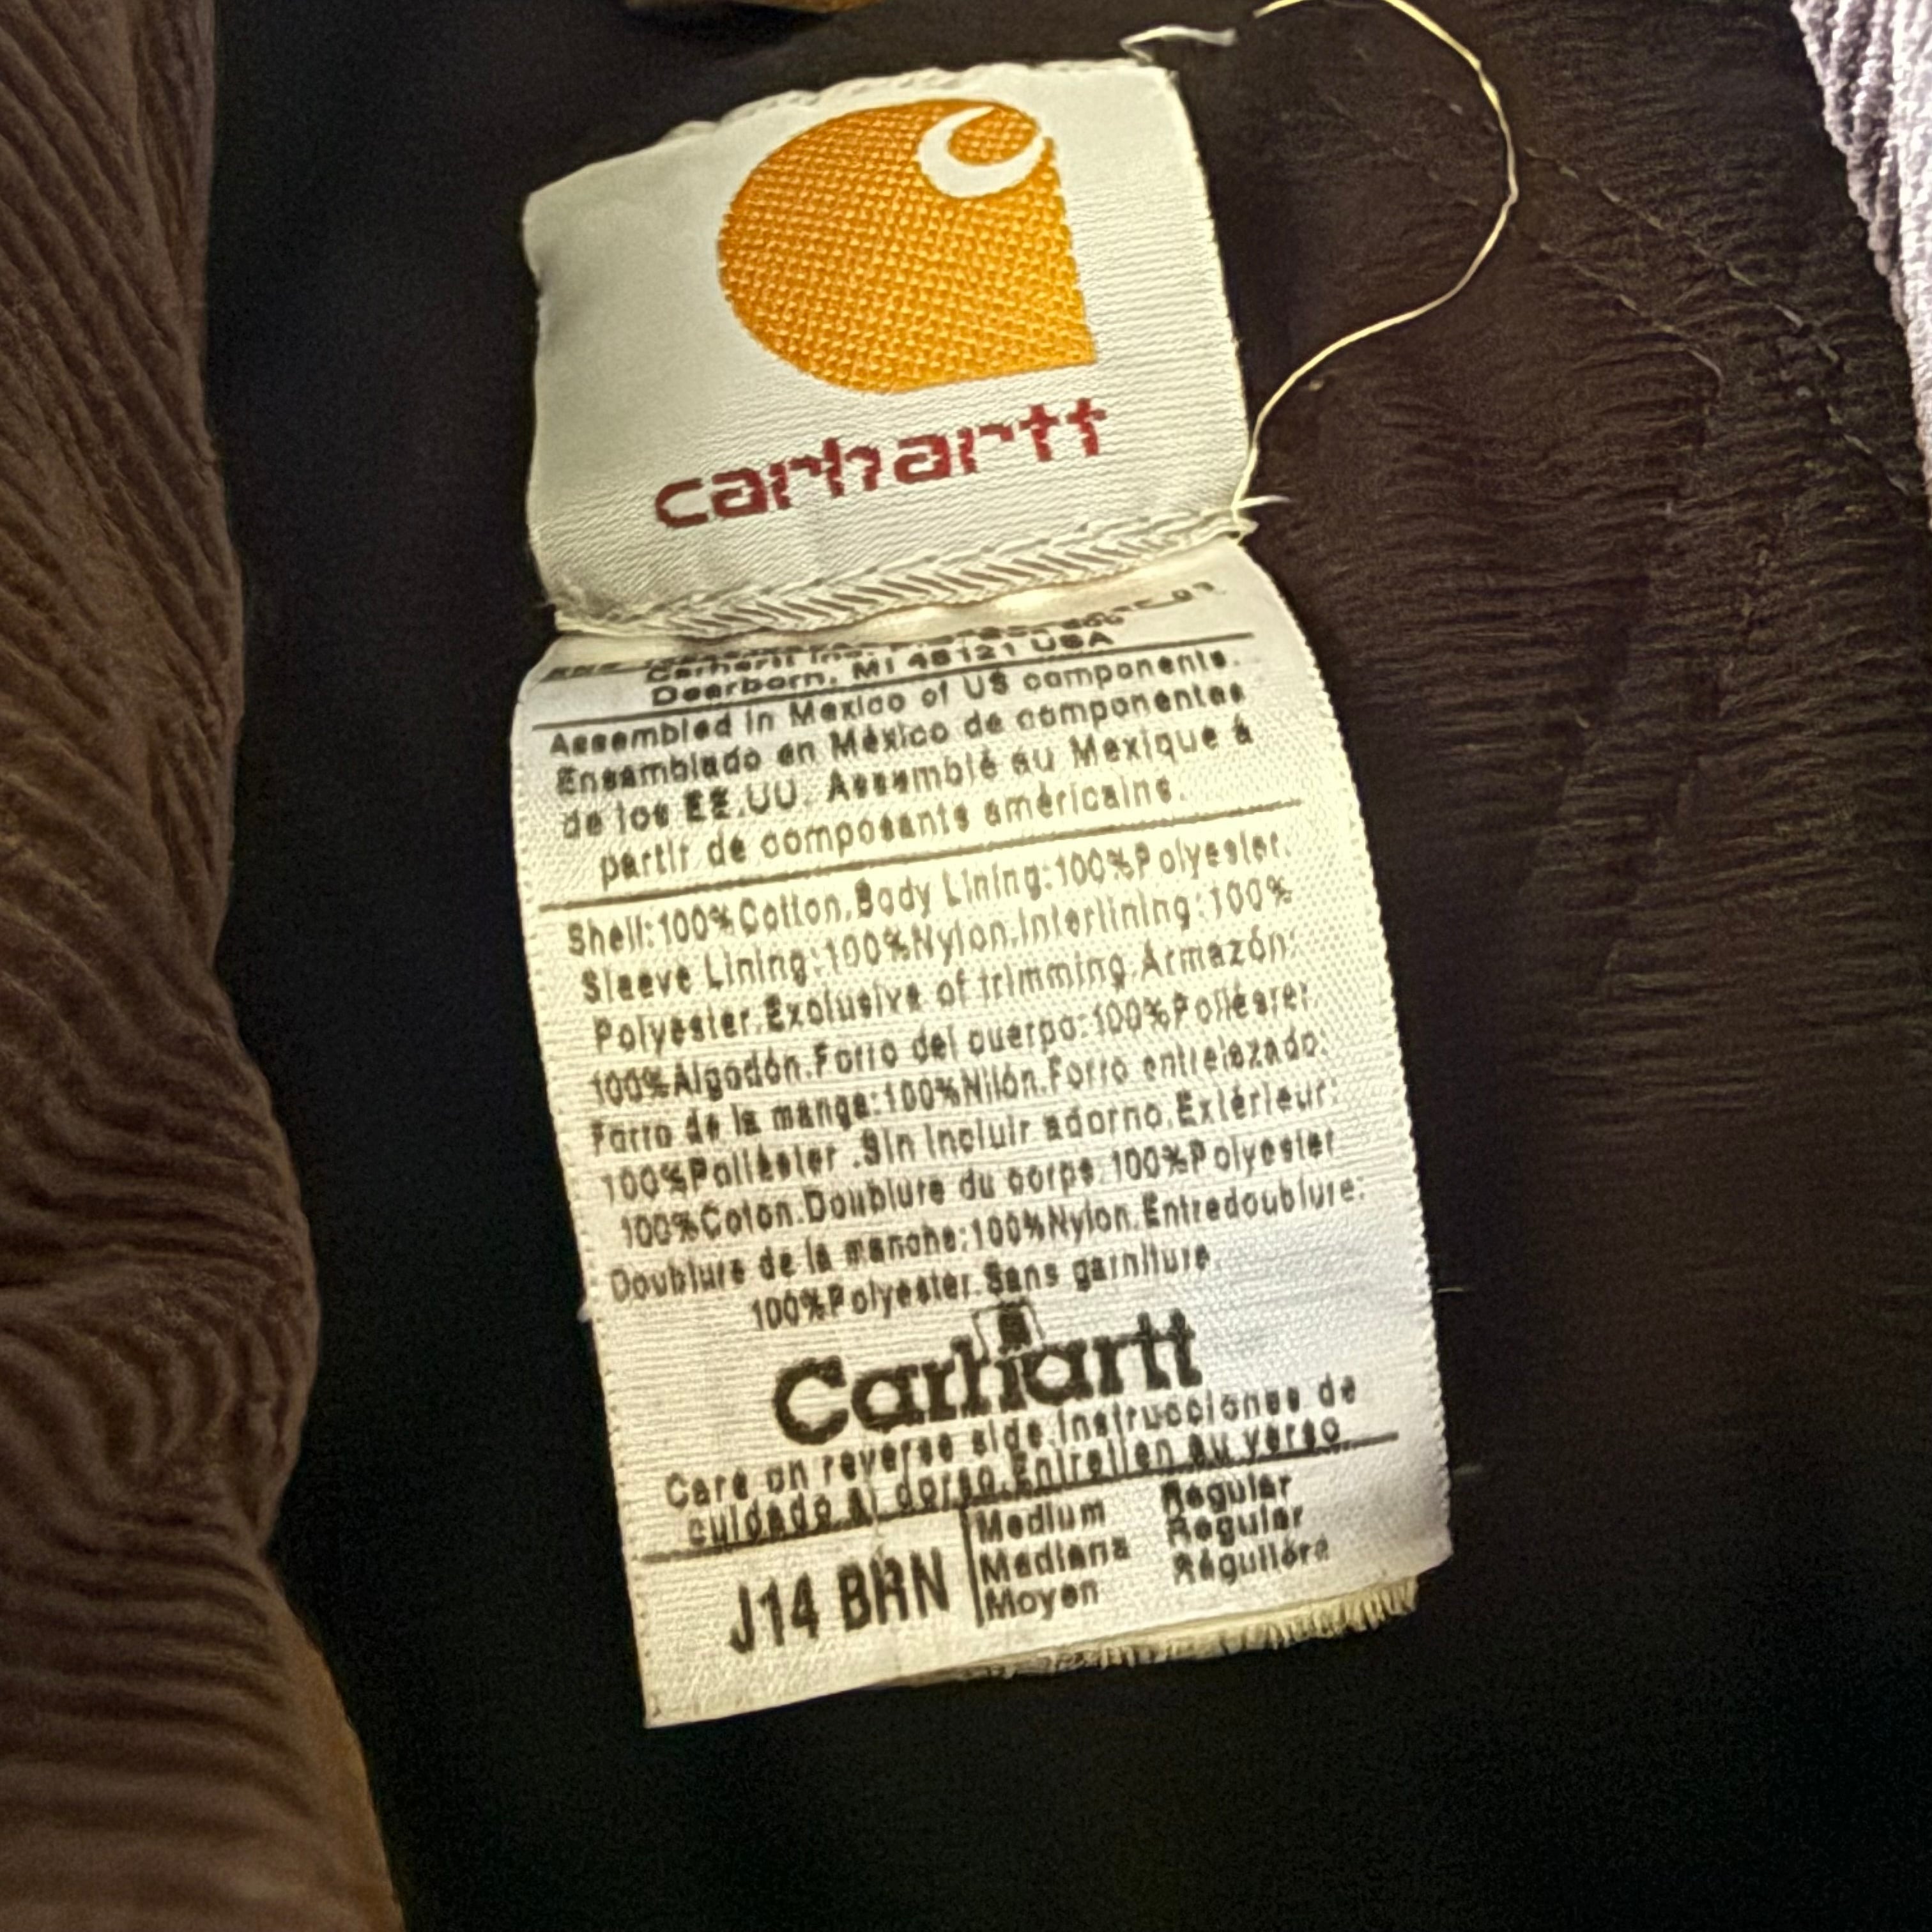 carhartt
Carhartt Inc.
Dearborn, MI 48121 USA
Assembled in Mexico of US components.
Ensamblado en México de componentes
de los EE.UU. Assemblé au Mexique à
partir de composants américains.
Shell:100%Cotton.Body Lining:100%Polyester.
Sleeve Lining:100%Nylon.Interlining:100%
Polyester.Exclusive of trimming.Armazón:
100%Algodón.Forro del cuerpo:100%Poliéster.
Forro de la manga:100%Nilón.Forro entrelazado:
100%Poliéster .Sin incluir adorno.Extérieur:
100%Coton.Doublure du corps:100%Polyester
Doublure de la manche:100%Nylon.Entredoublure:
100%Polyester.Sans garniture.
Carhartt
Care on reverse side.Instrucciones de
cuidado al dorso.Entretien au verso.
J14 BRN
Medium Regular
Mediana Regular
Moyen Régulière